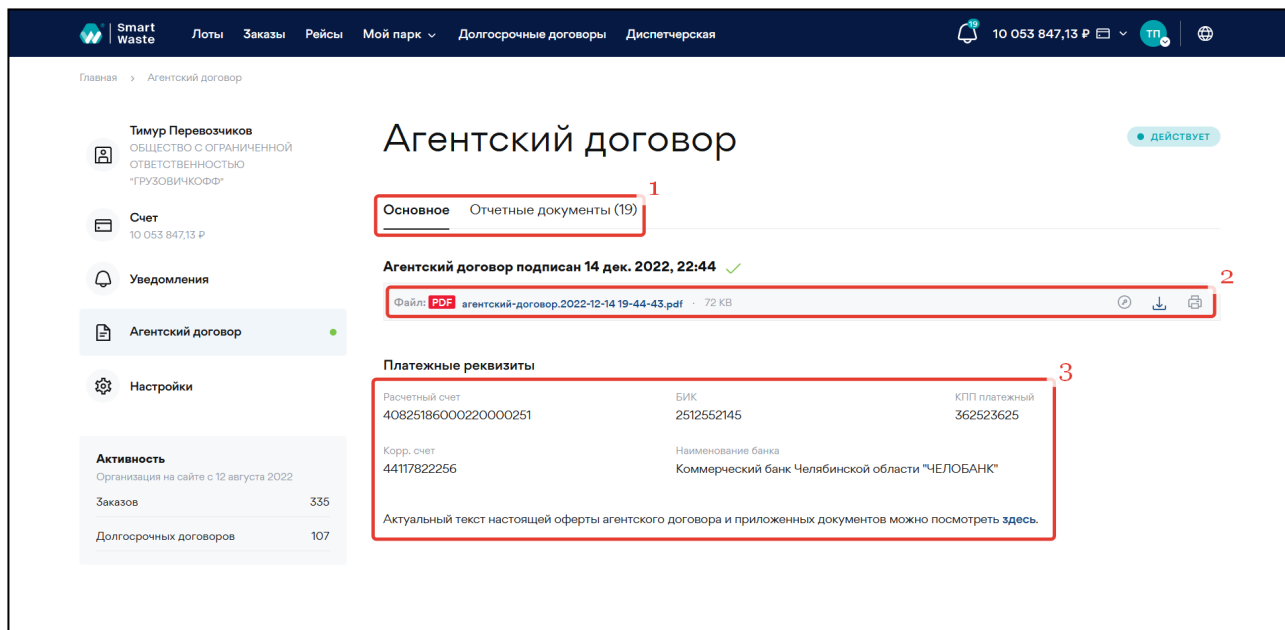 Smart
Waste
Лоты Заказы Рейсы Мой парк Долгосрочные договоры Диспетчерская
19
10 053 847,13 ₽
ТП
Главная > Агентский договор
Тимур Перевозчиков
ОБЩЕСТВО С ОГРАНИЧЕННОЙ
ОТВЕТСТВЕННОСТЬЮ
"ГРУЗОВИЧКОФФ"
Счет
10 053 847,13 ₽
Уведомления
Агентский договор
Настройки
Активность
Организация на сайте с 12 августа 2022
Заказов 335
Долгосрочных договоров 107
Агентский договор
ДЕЙСТВУЕТ
1
Основное Отчетные документы (19)
Агентский договор подписан 14 дек. 2022, 22:44
2
Файл: PDF агентский-договор.2022-12-14 19-44-43.pdf · 72 KB
Платежные реквизиты
3
Расчетный счет БИК КПП платежный
40825186000220000251 2512552145 362523625
Корр. счет Наименование банка
44117822256 Коммерческий банк Челябинской области "ЧЕЛОБАНК"
Актуальный текст настоящей оферты агентского договора и приложенных документов можно посмотреть здесь.